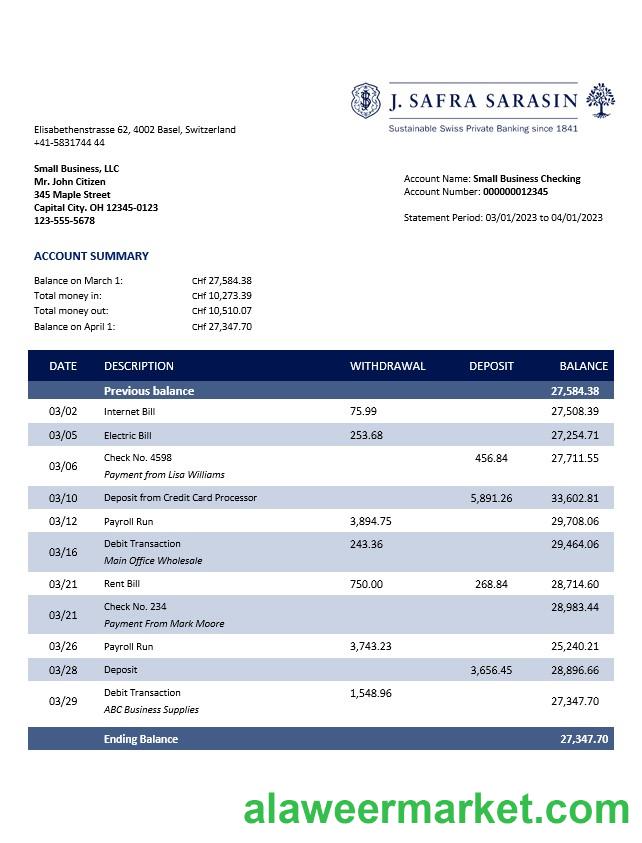 J. SAFRA SARASIN
Sustainable Swiss Private Banking since 1841
Elisabethenstrasse 62, 4002 Basel, Switzerland
+41-5831744 44
Small Business, LLC
Mr. John Citizen
345 Maple Street
Capital City. OH 12345-0123
123-555-5678
Account Name: Small Business Checking
Account Number: 000000012345
Statement Period: 03/01/2023 to 04/01/2023
ACCOUNT SUMMARY
Balance on March 1: CHf 27,584.38
Total money in: CHf 10,273.39
Total money out: CHf 10,510.07
Balance on April 1: CHf 27,347.70
DATE DESCRIPTION WITHDRAWAL DEPOSIT BALANCE
Previous balance 27,584.38
03/02 Internet Bill 75.99 27,508.39
03/05 Electric Bill 253.68 27,254.71
03/06 Check No. 4598 456.84 27,711.55
Payment from Lisa Williams
03/10 Deposit from Credit Card Processor 5,891.26 33,602.81
03/12 Payroll Run 3,894.75 29,708.06
03/16 Debit Transaction 243.36 29,464.06
Main Office Wholesale
03/21 Rent Bill 750.00 268.84 28,714.60
03/21 Check No. 234 28,983.44
Payment From Mark Moore
03/26 Payroll Run 3,743.23 25,240.21
03/28 Deposit 3,656.45 28,896.66
03/29 Debit Transaction 1,548.96 27,347.70
ABC Business Supplies
Ending Balance 27,347.70
alaweermarket.com